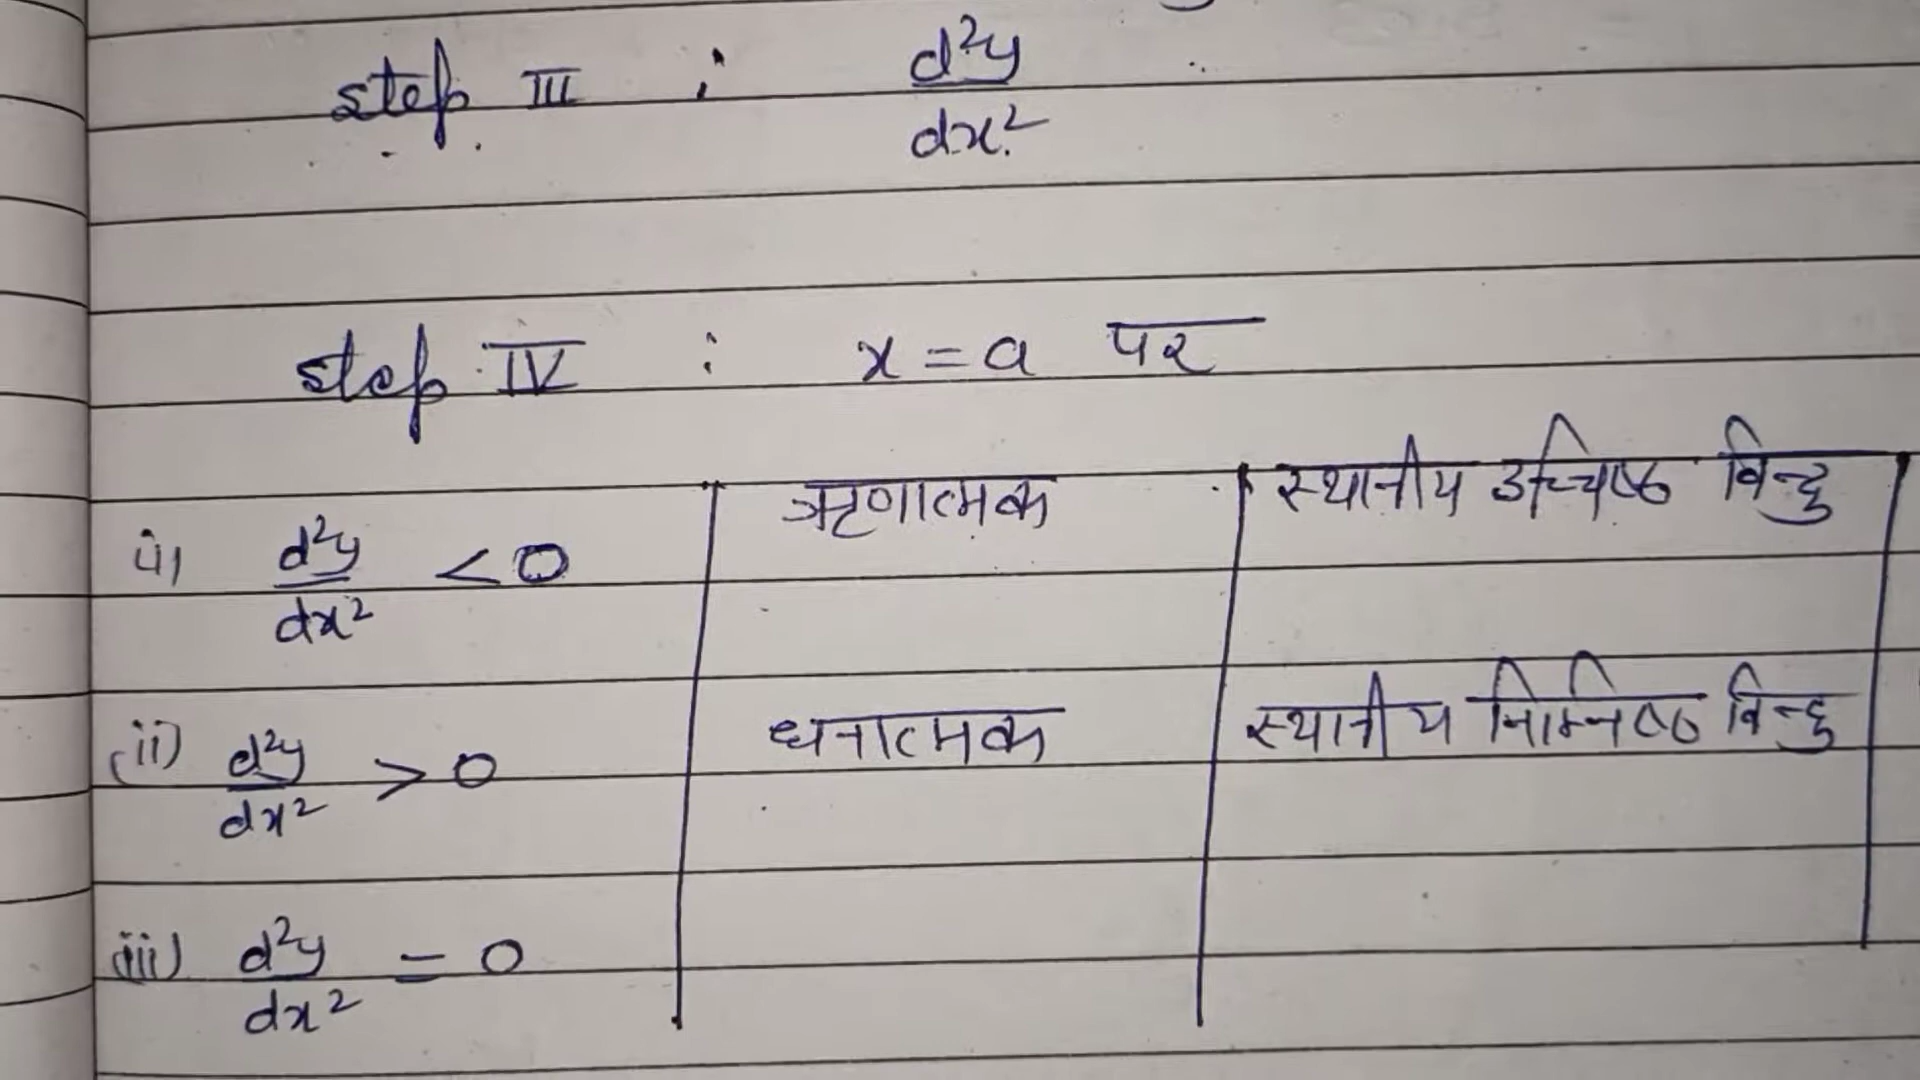 step III : d²y/dx²
step IV : x = a पर
(i) d²y/dx² < 0 ऋणात्मक स्थानीय उच्चिष्ठ विन्दु
(ii) d²y/dx² > 0 धनात्मक स्थानीय निम्निष्ठ विन्दु
(iii) d²y/dx² = 0